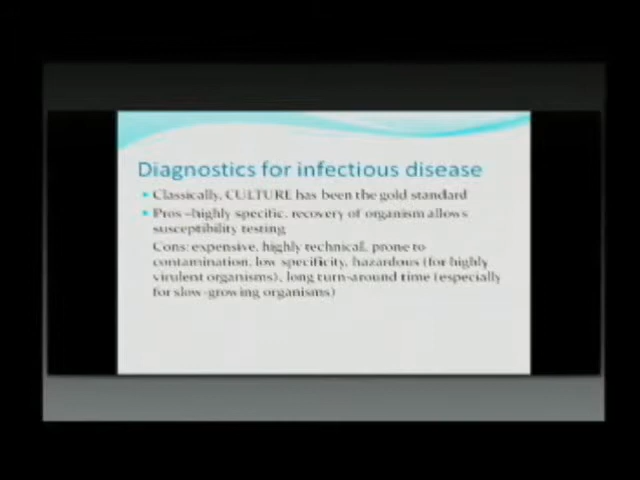 Diagnostics for infectious disease
• Classically, CULTURE has been the gold standard
• Pros –highly specific, recovery of organism allows
susceptibility testing
Cons: expensive, highly technical, prone to
contamination, low specificity, hazardous (for highly
virulent organisms), long turn-around time (especially
for slow-growing organisms)